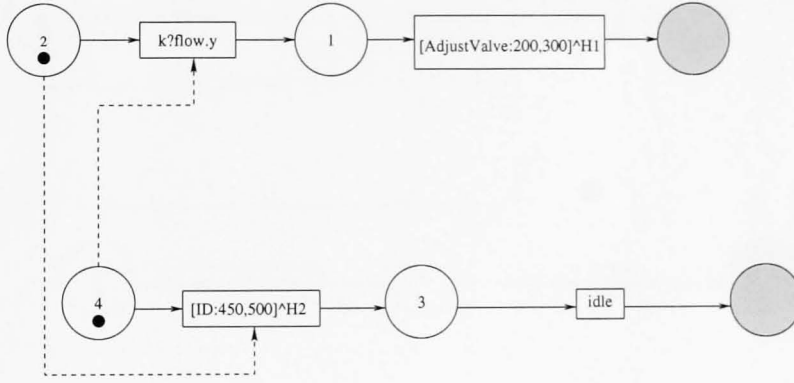 2
k?flow.y
1
[AdjustValve:200,300]^H1
4
[ID:450,500]^H2
3
idle